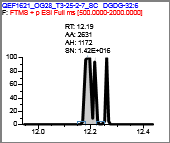 QEF1621_OG28_T3-25-2-7_SC DGDG-32:6
F: FTMS + p ESI Full ms [500.0000-2000.0000]
RT: 12.19
AA: 2631
AH: 1172
SN: 1.42E+016
100
80
60
40
20
0
12.0
12.2
12.4